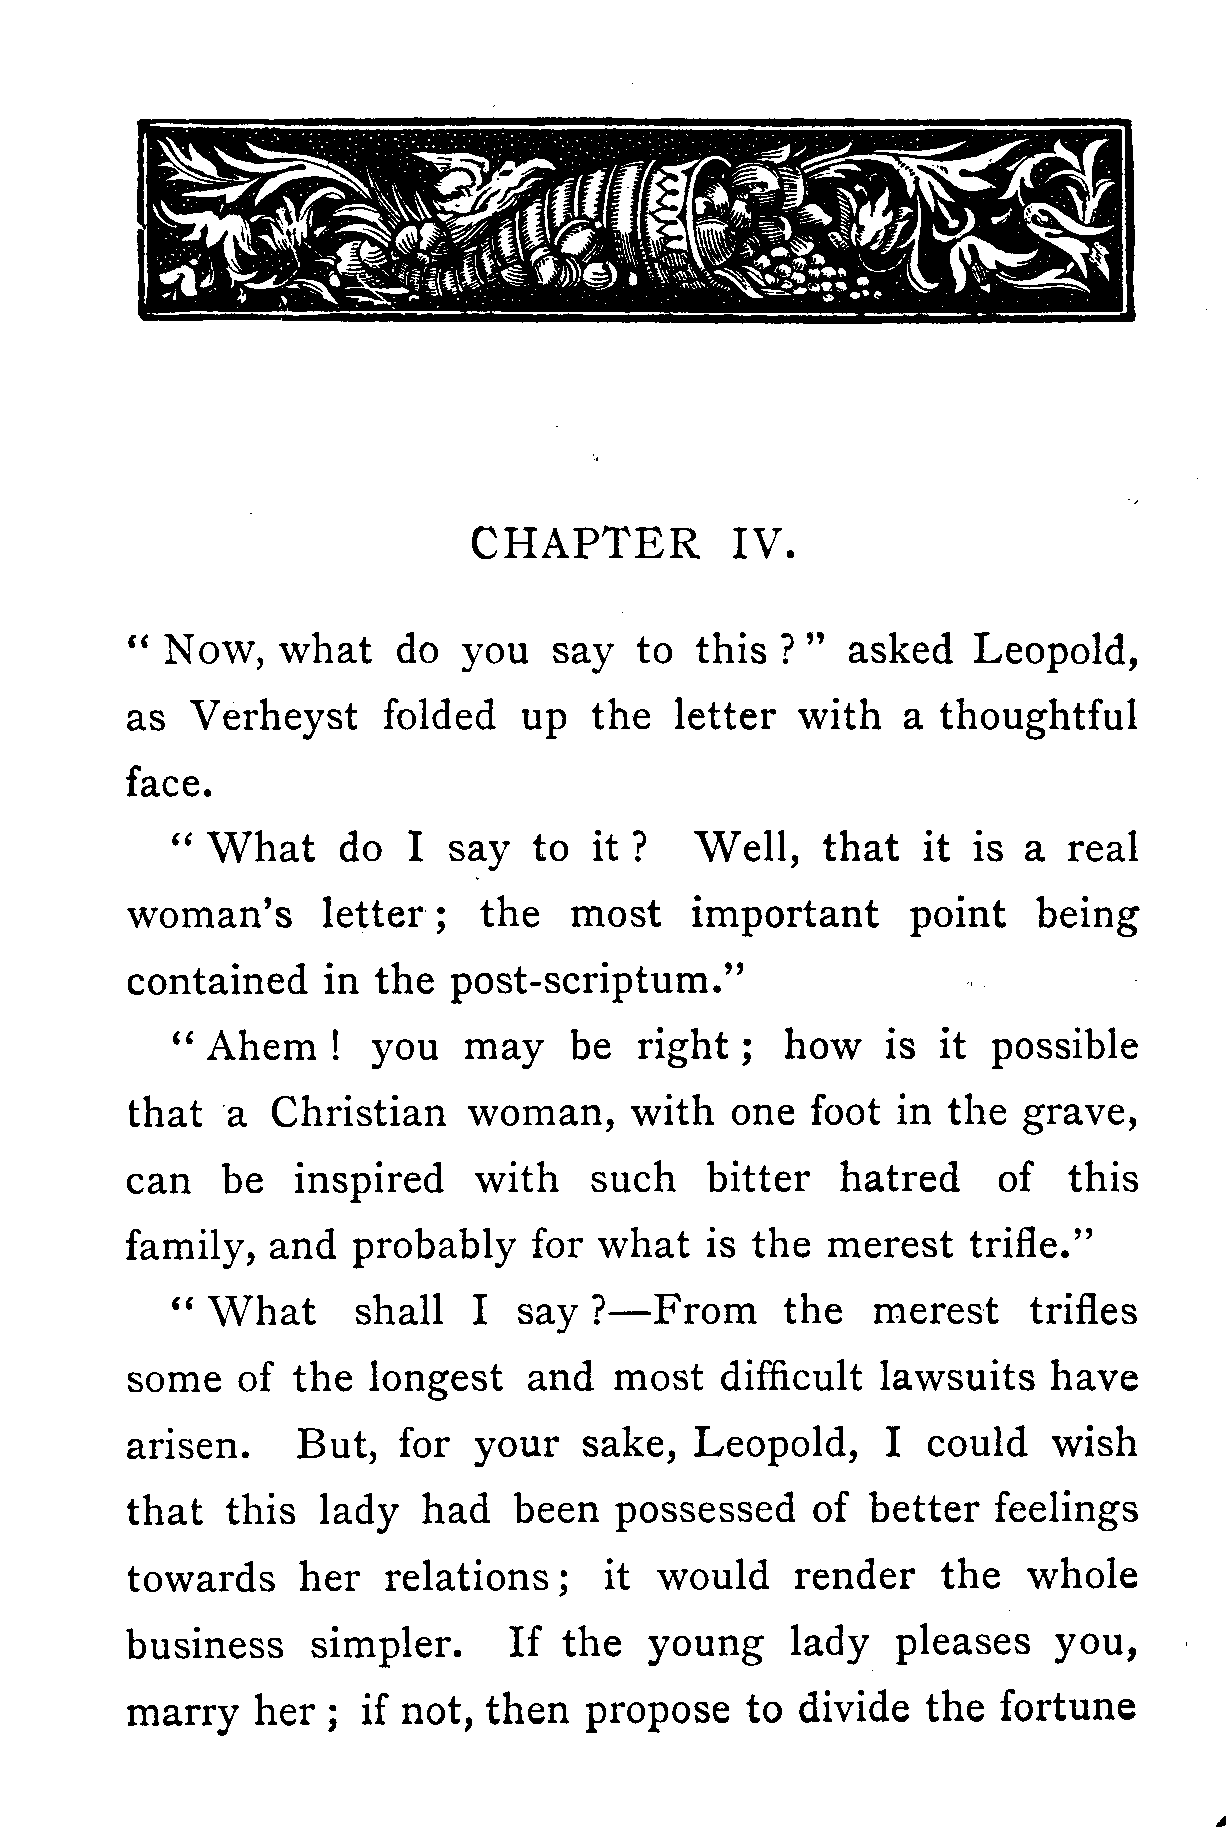 CHAPTER IV.
“ Now, what do you say to this ? ” asked Leopold,
as Verheyst folded up the letter with a thoughtful
face.
“ What do I say to it ? Well, that it is a real
woman’s letter ; the most important point being
contained in the post-scriptum.”
“ Ahem ! you may be right ; how is it possible
that a Christian woman, with one foot in the grave,
can be inspired with such bitter hatred of this
family, and probably for what is the merest trifle.”
“ What shall I say ?—From the merest trifles
some of the longest and most difficult lawsuits have
arisen. But, for your sake, Leopold, I could wish
that this lady had been possessed of better feelings
towards her relations ; it would render the whole
business simpler. If the young lady pleases you,
marry her ; if not, then propose to divide the fortune